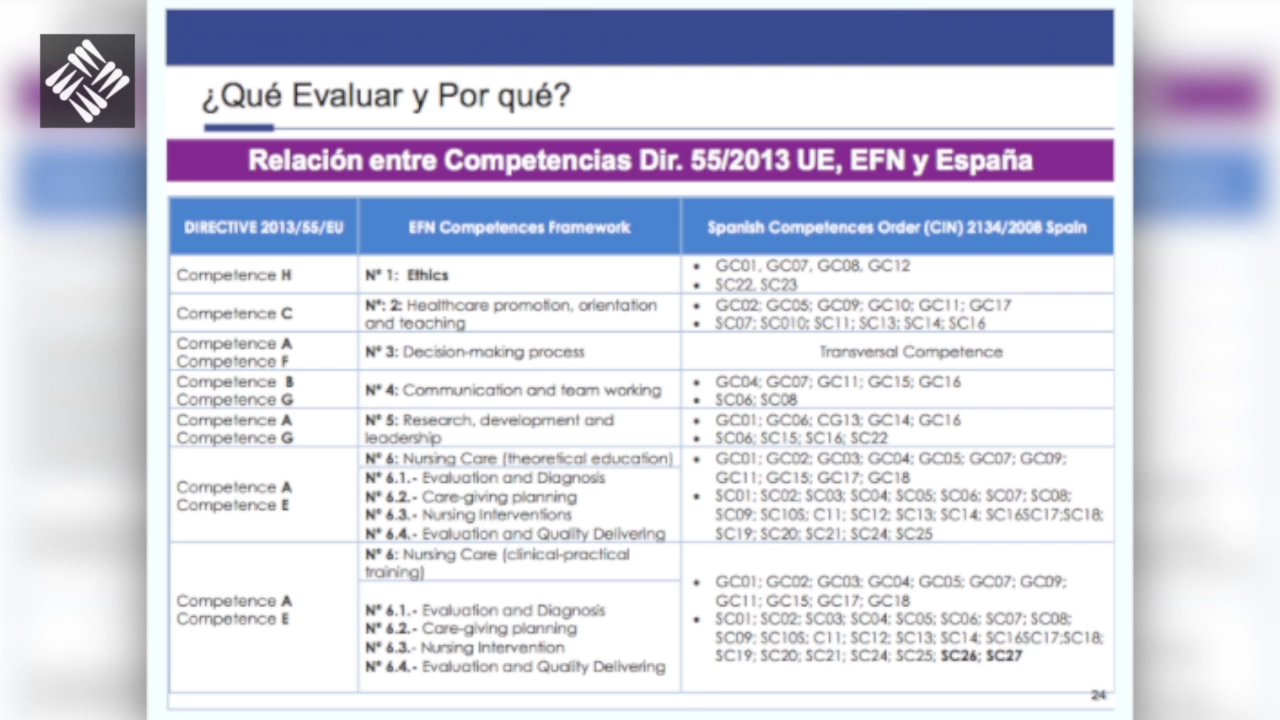 ¿Qué Evaluar y Por qué?
Relación entre Competencias Dir. 55/2013 UE, EFN y España
DIRECTIVE 2013/55/EU
EFN Competences Framework
Spanish Competences Order (CIN) 2134/2008 Spain
Competence H
Nº 1: Ethics
• GC01, GC07, GC08, GC12
• SC22, SC23
Competence C
Nº: 2: Healthcare promotion, orientation
and teaching
• GC02; GC05; GC09; GC10; GC11; GC17
• SC07; SC010; SC11; SC13; SC14; SC16
Competence A
Competence F
Nº 3: Decision-making process
Transversal Competence
Competence B
Competence G
Nº 4: Communication and team working
• GC04; GC07; GC11; GC15; GC16
• SC06; SC08
Competence A
Competence G
Nº 5: Research, development and
leadership
• GC01; GC06; CG13; GC14; GC16
• SC06; SC15; SC16; SC22
Competence A
Competence E
Nº 6: Nursing Care (theoretical education)
Nº 6.1.- Evaluation and Diagnosis
Nº 6.2.- Care-giving planning
Nº 6.3.- Nursing Interventions
Nº 6.4.- Evaluation and Quality Delivering
• GC01; GC02; GC03; GC04; GC05; GC07; GC09;
GC11; GC15; GC17; GC18
• SC01; SC02; SC03; SC04; SC05; SC06; SC07; SC08;
SC09; SC10S; C11; SC12; SC13; SC14; SC16SC17;SC18;
SC19; SC20; SC21; SC24; SC25
Competence A
Competence E
Nº 6: Nursing Care (clinical-practical
training)
Nº 6.1.- Evaluation and Diagnosis
Nº 6.2.- Care-giving planning
Nº 6.3.- Nursing Intervention
Nº 6.4.- Evaluation and Quality Delivering
• GC01; GC02; GC03; GC04; GC05; GC07; GC09;
GC11; GC15; GC17; GC18
• SC01; SC02; SC03; SC04; SC05; SC06; SC07; SC08;
SC09; SC10S; C11; SC12; SC13; SC14; SC16SC17;SC18;
SC19; SC20; SC21; SC24; SC25; SC26; SC27
24